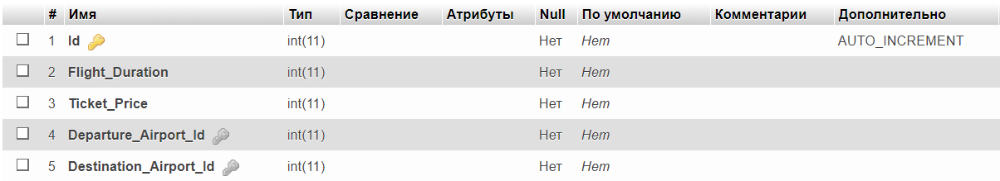 # Имя Тип Сравнение Атрибуты Null По умолчанию Комментарии Дополнительно
1 Id int(11) Нет Нет AUTO_INCREMENT
2 Flight_Duration int(11) Нет Нет
3 Ticket_Price int(11) Нет Нет
4 Departure_Airport_Id int(11) Нет Нет
5 Destination_Airport_Id int(11) Нет Нет